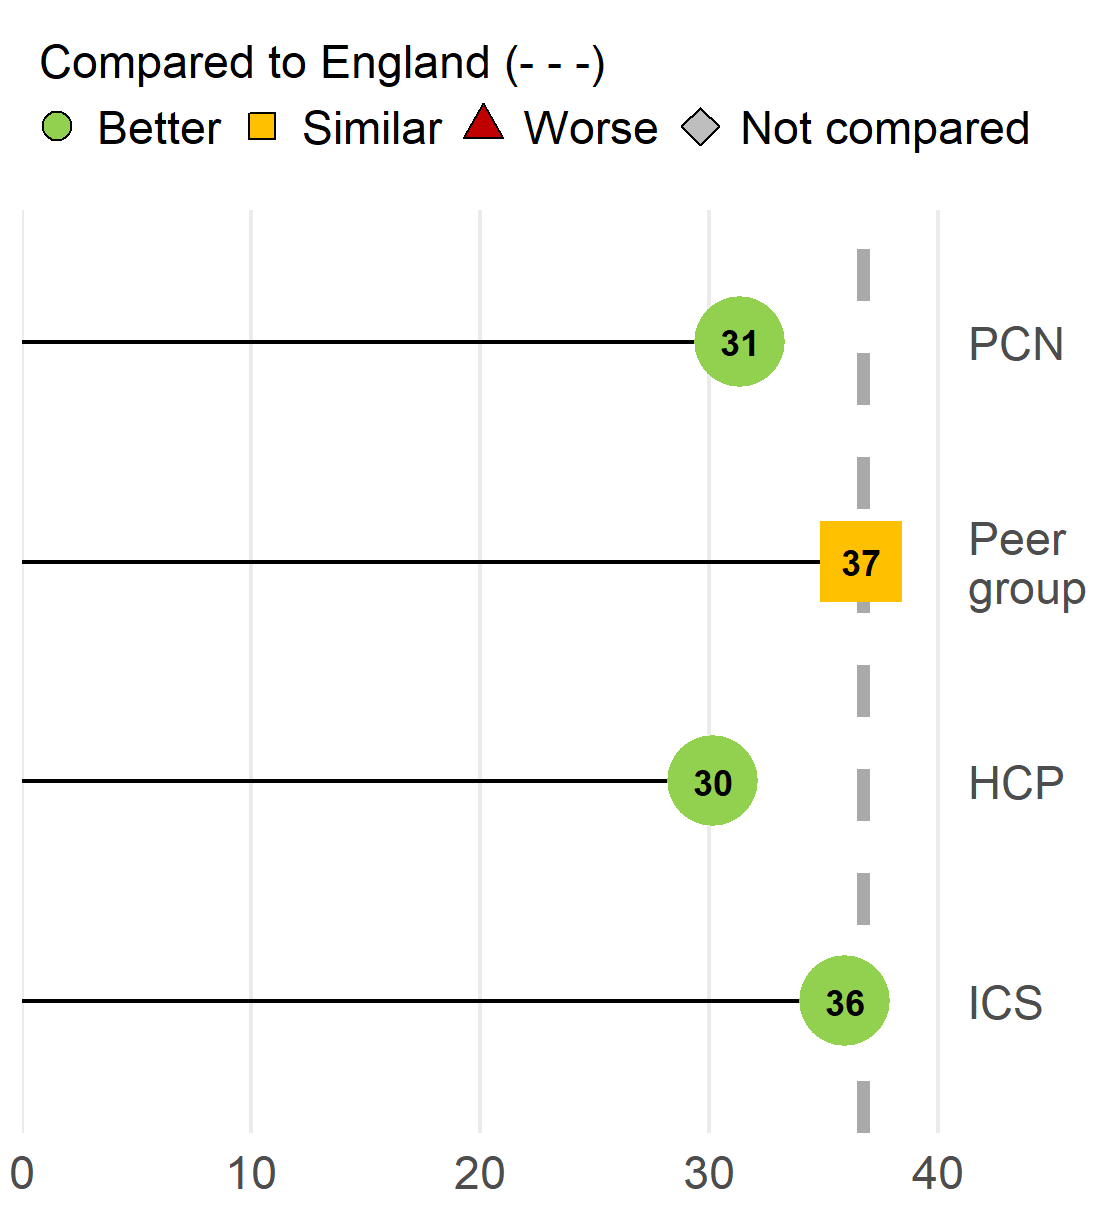 Compared to England (- - -)
Better Similar Worse Not compared
31 PCN
37 Peer
group
30 HCP
36 ICS
0 10 20 30 40